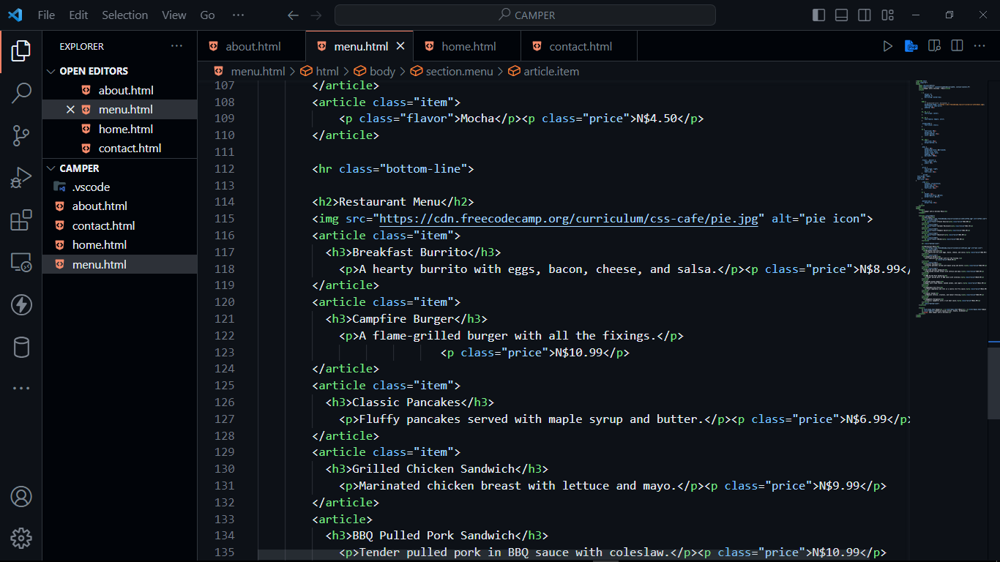 File Edit Selection View Go ··· CAMPER
EXPLORER ···
OPEN EDITORS
about.html
menu.html
home.html
contact.html
CAMPER
.vscode
about.html
contact.html
home.html
menu.html
about.html menu.html home.html contact.html
menu.html > html > body > section.menu > article.item
107 </article>
108 <article class="item">
109 <p class="flavor">Mocha</p><p class="price">N$4.50</p>
110 </article>
111
112 <hr class="bottom-line">
113
114 <h2>Restaurant Menu</h2>
115 <img src="https://cdn.freecodecamp.org/curriculum/css-cafe/pie.jpg" alt="pie icon">
116 <article class="item">
117 <h3>Breakfast Burrito</h3>
118 <p>A hearty burrito with eggs, bacon, cheese, and salsa.</p><p class="price">N$8.99</
119 </article>
120 <article class="item">
121 <h3>Campfire Burger</h3>
122 <p>A flame-grilled burger with all the fixings.</p>
123 <p class="price">N$10.99</p>
124 </article>
125 <article class="item">
126 <h3>Classic Pancakes</h3>
127 <p>Fluffy pancakes served with maple syrup and butter.</p><p class="price">N$6.99</p>
128 </article>
129 <article class="item">
130 <h3>Grilled Chicken Sandwich</h3>
131 <p>Marinated chicken breast with lettuce and mayo.</p><p class="price">N$9.99</p>
132 </article>
133 <article>
134 <h3>BBQ Pulled Pork Sandwich</h3>
135 <p>Tender pulled pork in BBQ sauce with coleslaw.</p><p class="price">N$10.99</p>